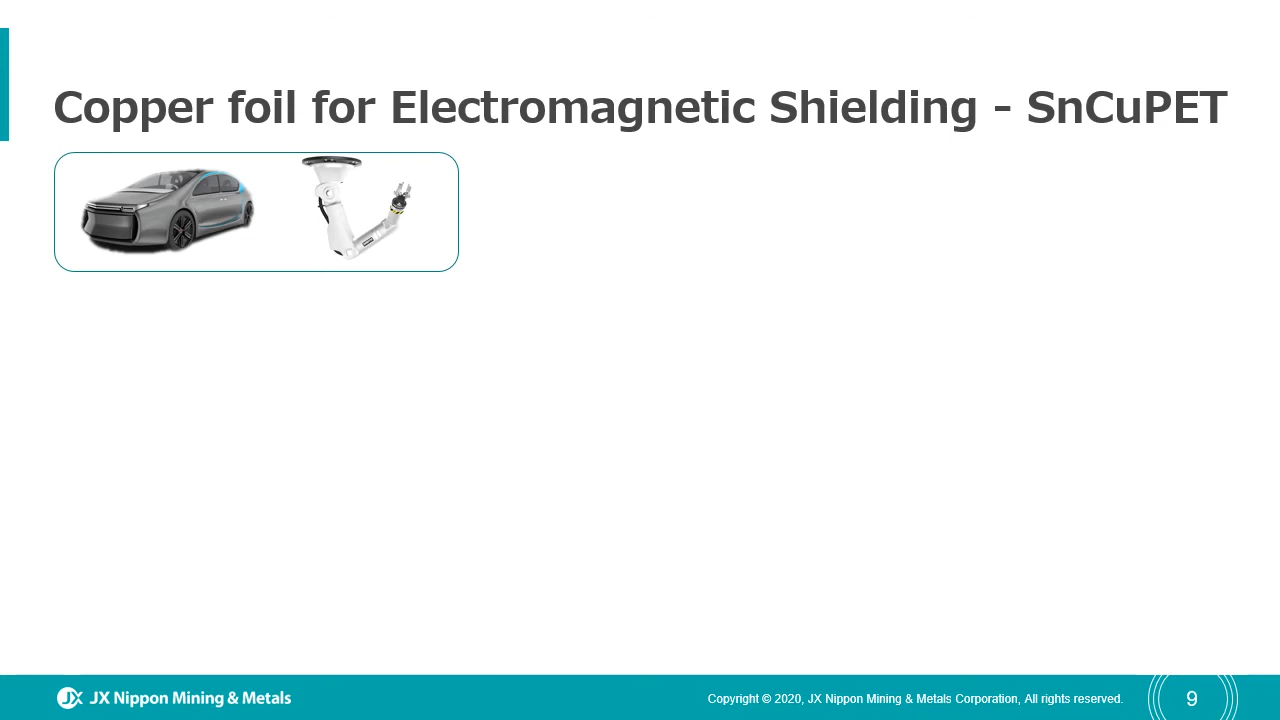 Copper foil for Electromagnetic Shielding - SnCuPET
JX JX Nippon Mining & Metals
Copyright © 2020, JX Nippon Mining & Metals Corporation, All rights reserved.
9